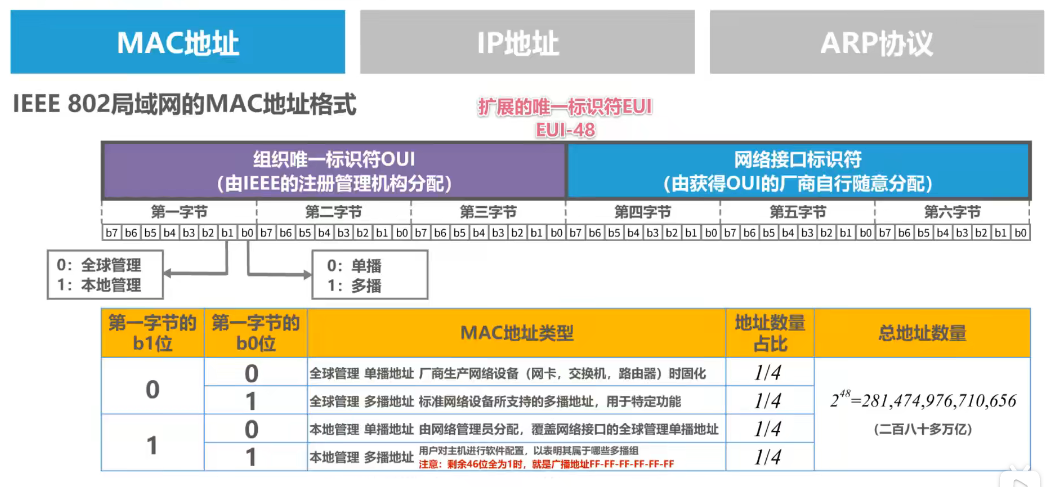 MAC地址
IP地址
ARP协议
IEEE 802局域网的MAC地址格式
扩展的唯一标识符EUI
EUI-48
组织唯一标识符OUI
(由IEEE的注册管理机构分配)
网络接口标识符
(由获得OUI的厂商自行随意分配)
第一字节 第二字节 第三字节 第四字节 第五字节 第六字节
b7 b6 b5 b4 b3 b2 b1 b0 b7 b6 b5 b4 b3 b2 b1 b0 b7 b6 b5 b4 b3 b2 b1 b0 b7 b6 b5 b4 b3 b2 b1 b0 b7 b6 b5 b4 b3 b2 b1 b0 b7 b6 b5 b4 b3 b2 b1 b0
0：全球管理
1：本地管理
0：单播
1：多播
第一字节的
b1位
第一字节的
b0位
MAC地址类型
地址数量
占比
总地址数量
0
0
全球管理 单播地址 厂商生产网络设备（网卡，交换机，路由器）时固化
1/4
1
全球管理 多播地址 标准网络设备所支持的多播地址，用于特定功能
1/4
1
0
本地管理 单播地址 由网络管理员分配，覆盖网络接口的全球管理单播地址
1/4
1
本地管理 多播地址
用户对主机进行软件配置，以表明其属于哪些多播组
注意：剩余46位全为1时，就是广播地址FF-FF-FF-FF-FF-FF
1/4
2^48=281,474,976,710,656
(二百八十多万亿)